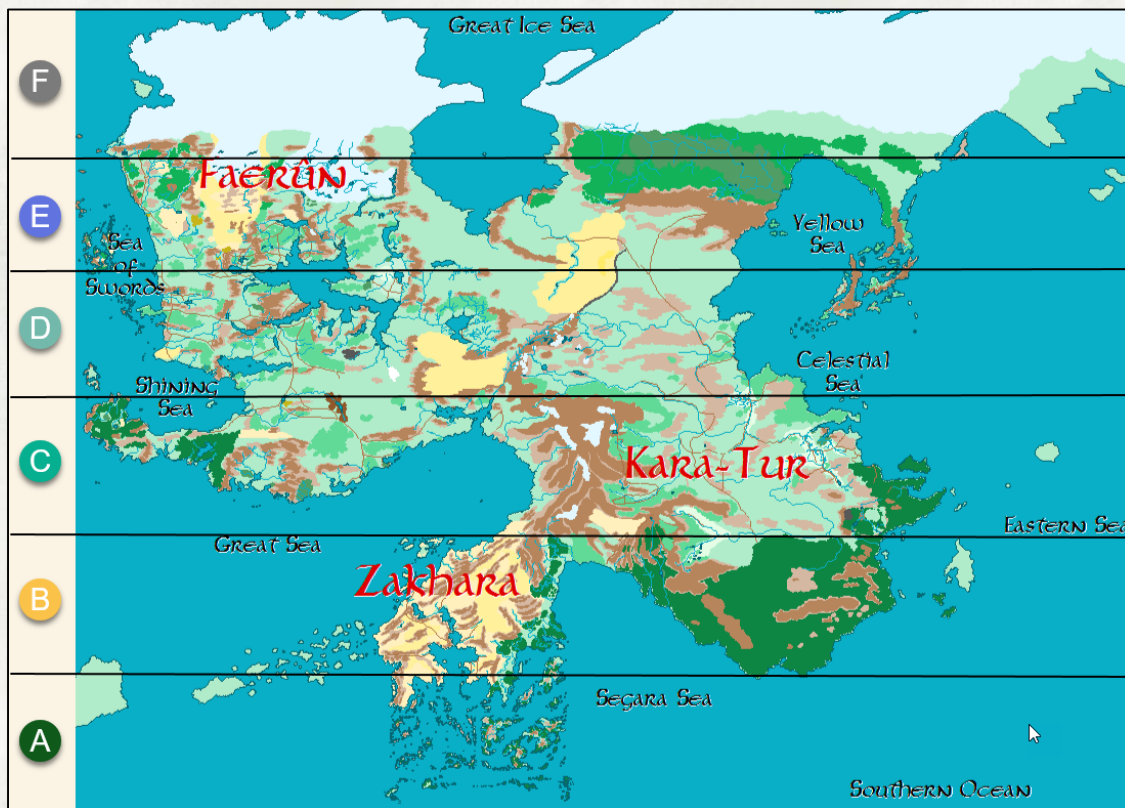 Great Ice Sea
F
Faerûn
E
Yellow
Sea
Sea
of
Swords
D
Celestial
Sea
Shining
Sea
C
Kara-Tur
Eastern Sea
Great Sea
Zakhara
B
Segara Sea
A
Southern Ocean